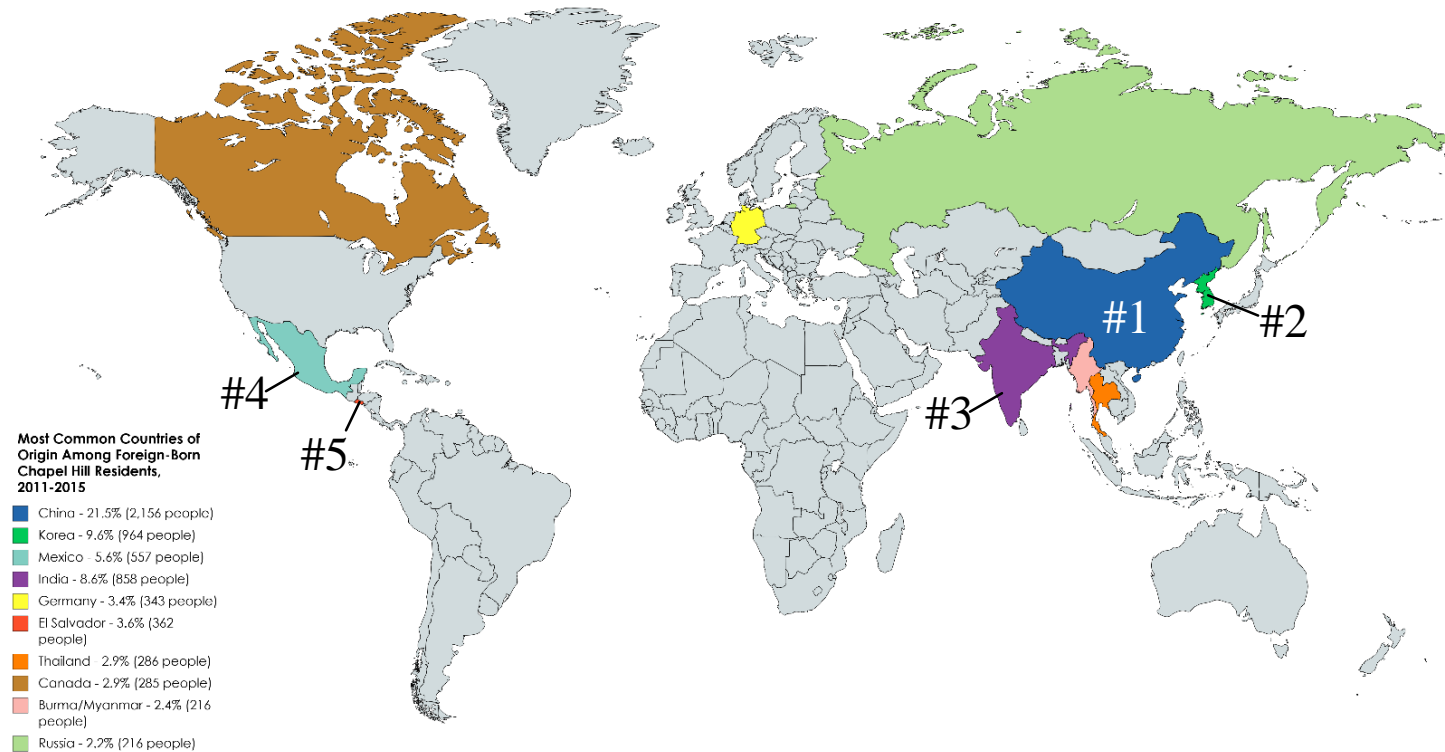 #1
#2
#3
#4
#5
Most Common Countries of
Origin Among Foreign-Born
Chapel Hill Residents,
2011-2015
China - 21.5% (2,156 people)
Korea - 9.6% (964 people)
Mexico - 5.6% (557 people)
India - 8.6% (858 people)
Germany - 3.4% (343 people)
El Salvador - 3.6% (362
people)
Thailand - 2.9% (286 people)
Canada - 2.9% (285 people)
Burma/Myanmar - 2.4% (216
people)
Russia - 2.2% (216 people)